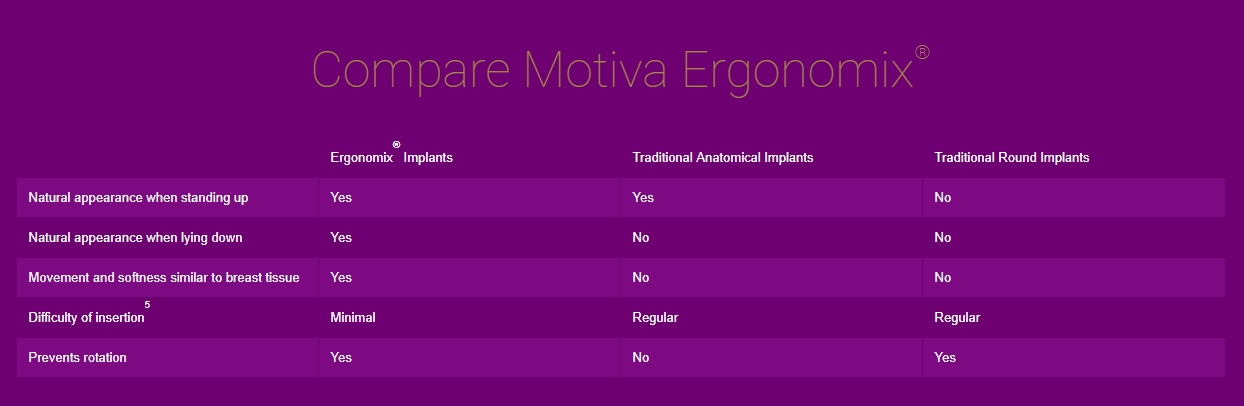 Compare Motiva Ergonomix®
Ergonomix® Implants Traditional Anatomical Implants Traditional Round Implants
Natural appearance when standing up Yes Yes No
Natural appearance when lying down Yes No No
Movement and softness similar to breast tissue Yes No No
Difficulty of insertion5 Minimal Regular Regular
Prevents rotation Yes No Yes